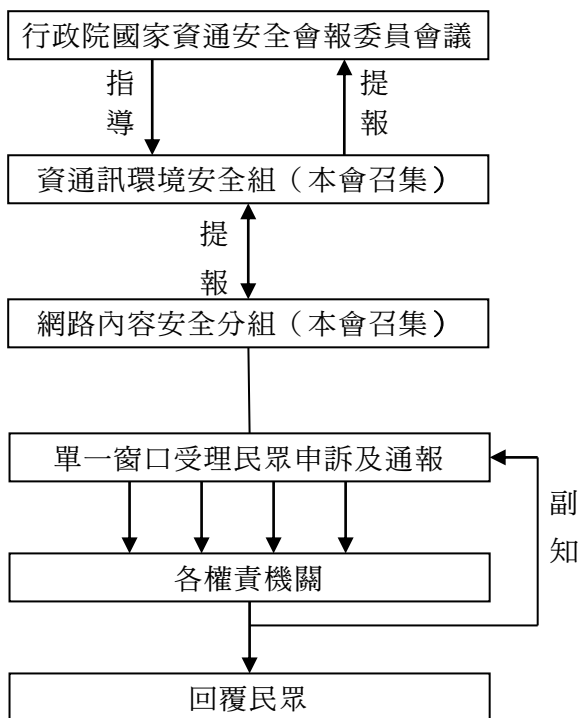 行政院國家資通安全會報委員會議
指導
提報
資通訊環境安全組（本會召集）
提報
網路內容安全分組（本會召集）
單一窗口受理民眾申訴及通報
副知
各權責機關
回覆民眾